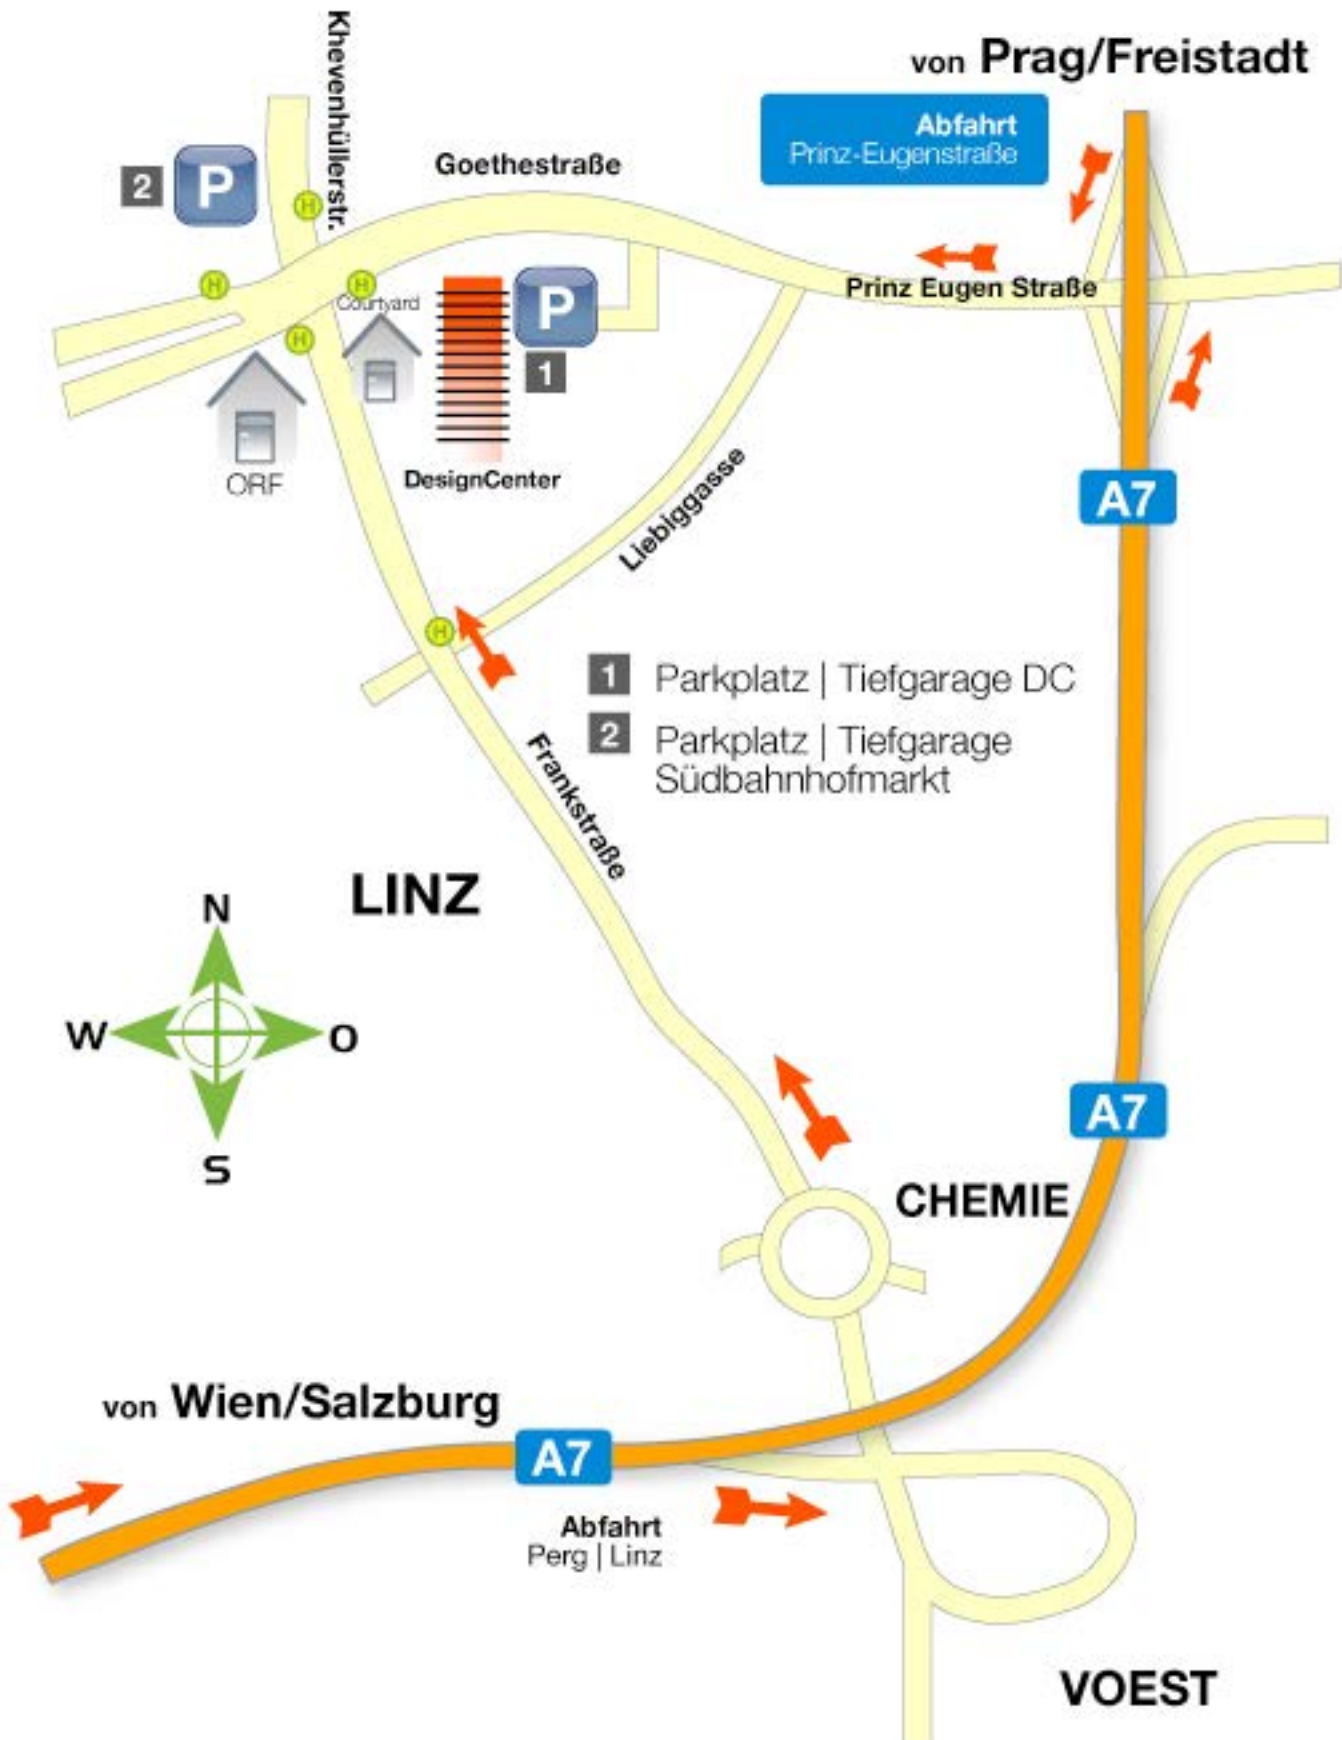 von Prag/Freistadt
Khevenhüllerstr.
Abfahrt
Prinz-Eugenstraße
Goethestraße
2 P
H
H
H
Prinz Eugen Straße
Courtyard
P
H
1
A7
ORF
DesignCenter
Liebiggasse
H
1 Parkplatz | Tiefgarage DC
2 Parkplatz | Tiefgarage
Südbahnhofmarkt
Frankstraße
LINZ
N
W
O
S
A7
CHEMIE
von Wien/Salzburg
A7
Abfahrt
Perg | Linz
VOEST